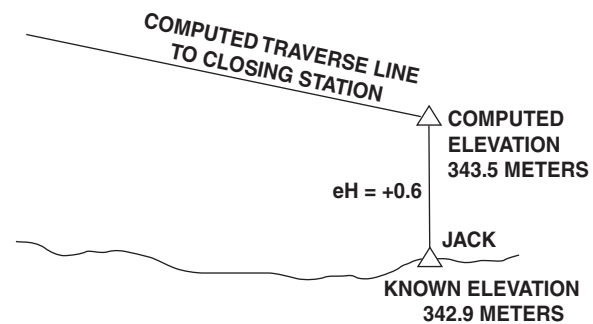 COMPUTED TRAVERSE LINE
TO CLOSING STATION
COMPUTED
ELEVATION
343.5 METERS
eH = +0.6
JACK
KNOWN ELEVATION
342.9 METERS